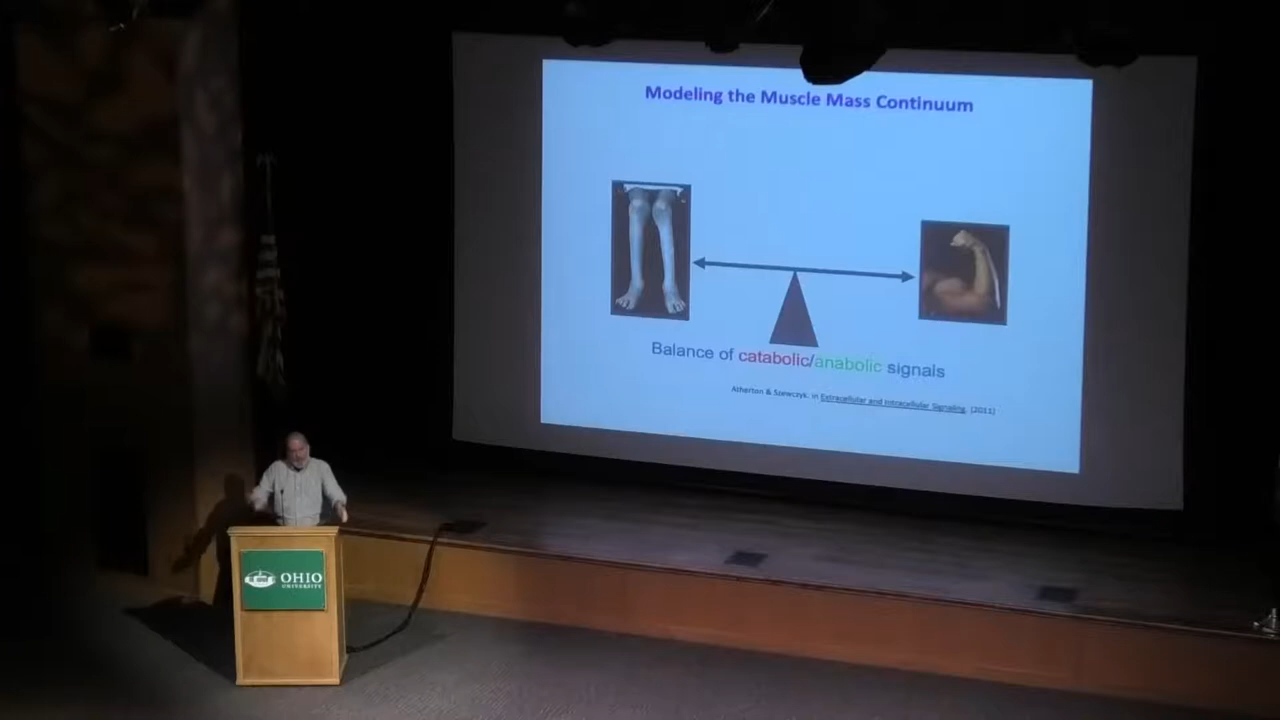 Modeling the Muscle Mass Continuum
Balance of catabolic/anabolic signals
Atherton & Szewczyk. in Extracellular and Intracellular Signaling. (2011)
OHIO
UNIVERSITY